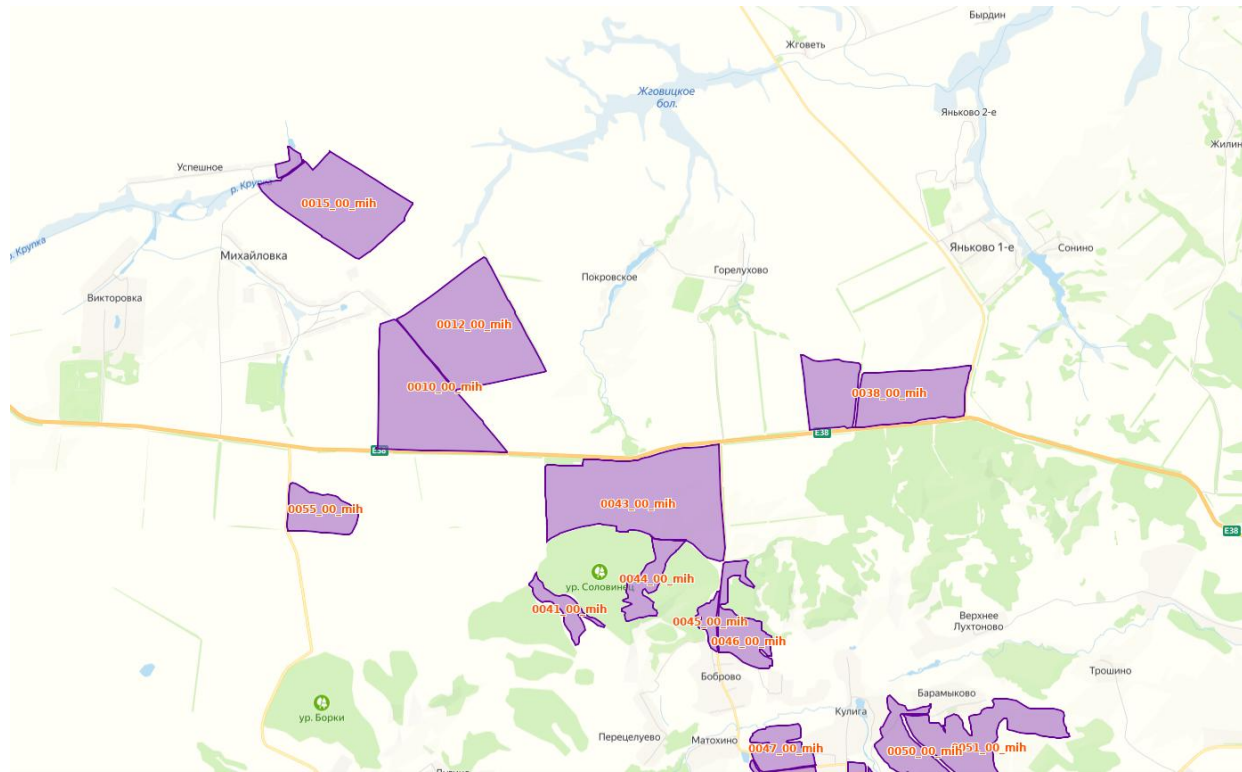 Бырдин
Жговеть
Жговицкое
бол.
Яньково 2-е
Жилин
Успешное
р. Крупка
0015_00_mih
р. Крупка
Михайловка
Яньково 1-е
Сонино
Покровское
Горелухово
Викторовка
0012_00_mih
0010_00_mih
0038_00_mih
E38
E38
0055_00_mih
0043_00_mih
E38
ур. Соловинец
0044_00_mih
0041_00_mih
0045_00_mih
0046_00_mih
Верхнее
Лухтоново
Боброво
Трошино
Барамыково
ур. Борки
Кулига
Перецелуево
Матохино
0047_00_mih
0050_00_mih
0051_00_mih